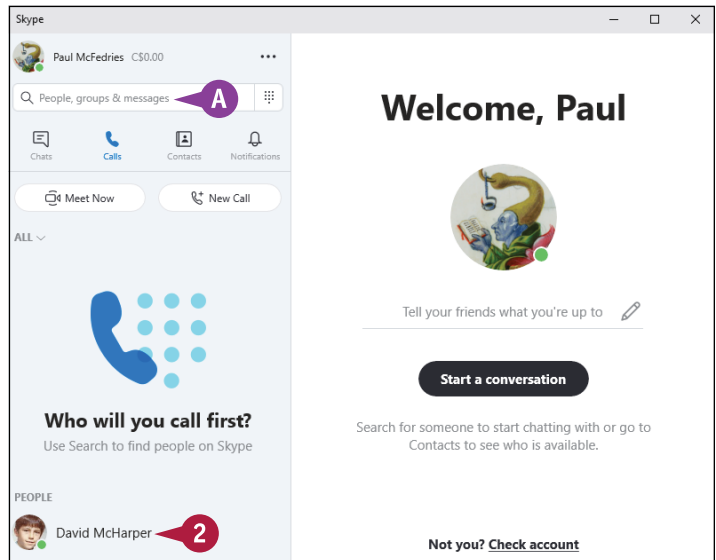 Skype
Paul McFedries C$0.00
People, groups & messages
A
Chats
Calls
Contacts
Notifications
Meet Now
New Call
ALL
Who will you call first?
Use Search to find people on Skype
PEOPLE
David McHarper
2
Welcome, Paul
Tell your friends what you're up to
Start a conversation
Search for someone to start chatting with or go to
Contacts to see who is available.
Not you? Check account